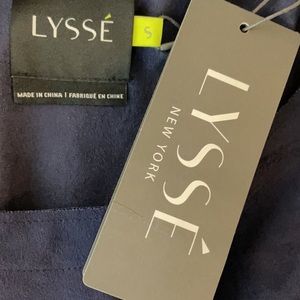 LYSSÉ
S
MADE IN CHINA | FABRIQUÉ EN CHINE
LYSSÉ
NEW YORK